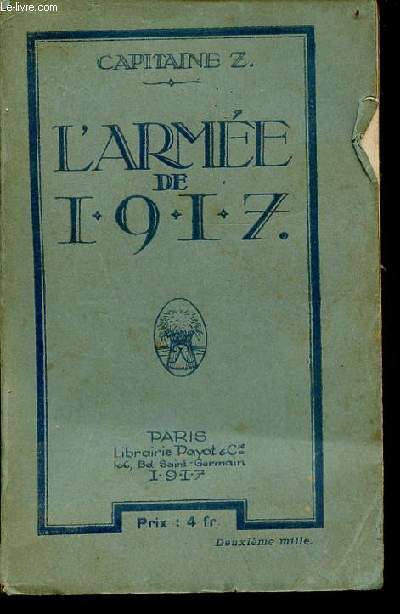 Le-livre.com
CAPITAINE Z.
L'ARMÉE
DE
1·9·1·7.
PARIS
Librairie Payot & Cie
Bd. Saint-Germain
1·9·1·7
Prix : 4 fr.
Deuxième mille.